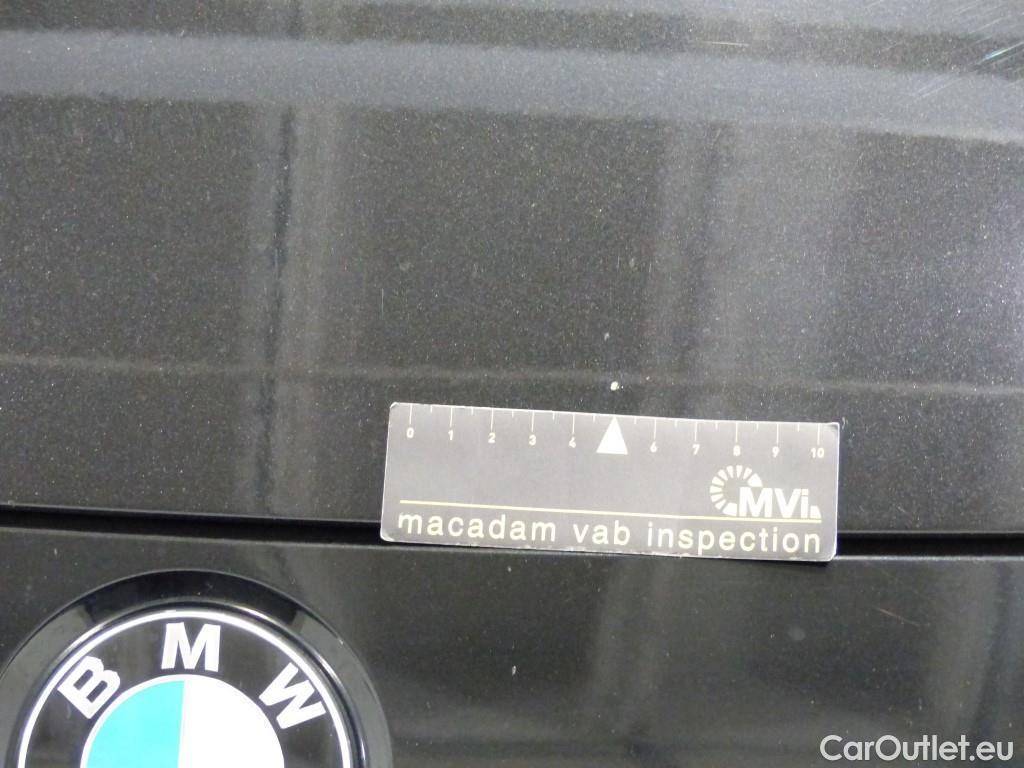 0 1 2 3 4 6 7 8 9 10
MVi
macadam vab inspection
BMW
CarOutlet.eu